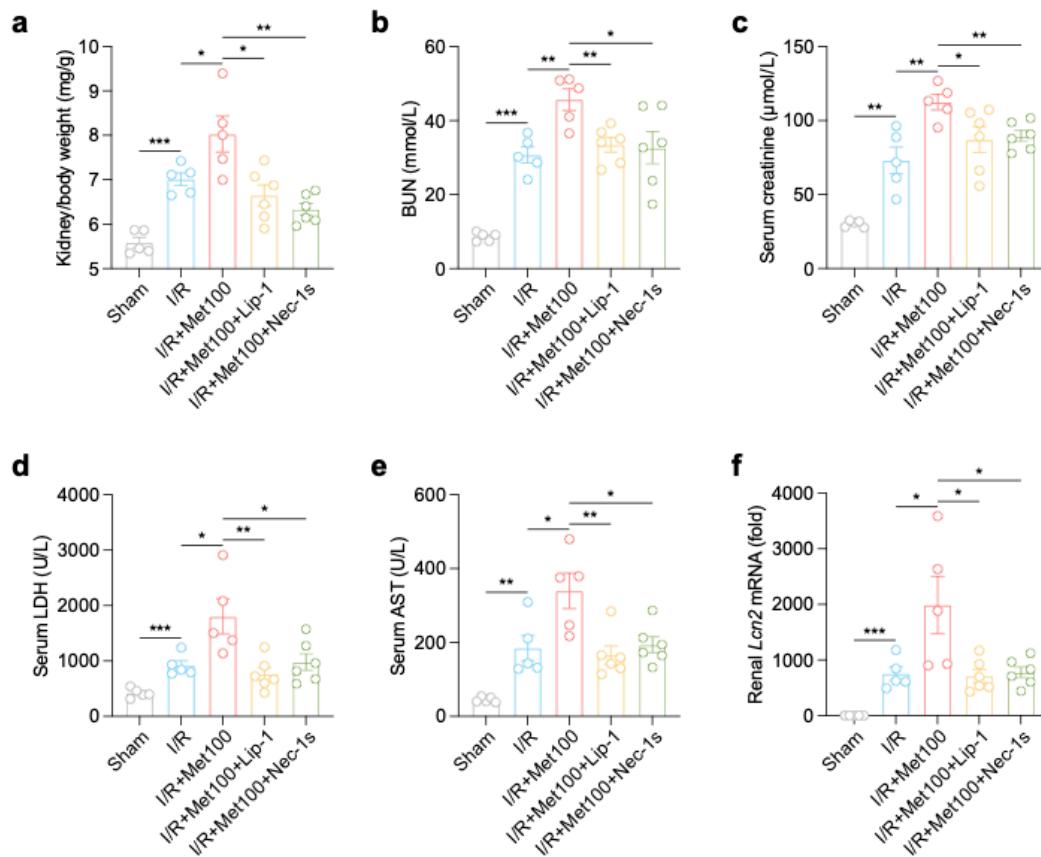 a
Kidney/body weight (mg/g)
10
9
8
7
6
5
***
*
*
**
Sham
I/R
I/R+Met100
I/R+Met100+Lip-1
I/R+Met100+Nec-1s
b
BUN (mmol/L)
60
40
20
0
***
**
**
*
Sham
I/R
I/R+Met100
I/R+Met100+Lip-1
I/R+Met100+Nec-1s
c
Serum creatinine (μmol/L)
150
100
50
0
**
**
*
**
Sham
I/R
I/R+Met100
I/R+Met100+Lip-1
I/R+Met100+Nec-1s
d
Serum LDH (U/L)
4000
3000
2000
1000
0
***
*
**
*
Sham
I/R
I/R+Met100
I/R+Met100+Lip-1
I/R+Met100+Nec-1s
e
Serum AST (U/L)
600
400
200
0
**
*
**
*
Sham
I/R
I/R+Met100
I/R+Met100+Lip-1
I/R+Met100+Nec-1s
f
Renal Lcn2 mRNA (fold)
4000
3000
2000
1000
0
***
*
*
*
Sham
I/R
I/R+Met100
I/R+Met100+Lip-1
I/R+Met100+Nec-1s